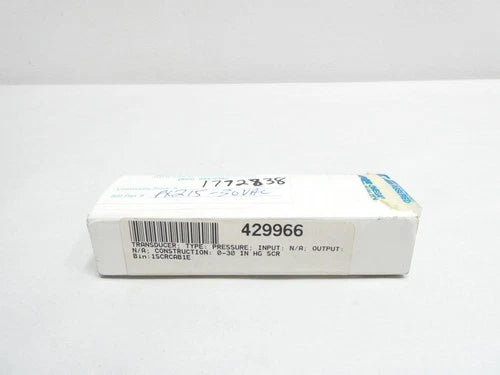 1772838
PX215-30VAC
429966
TRANSDUCER; TYPE: PRESSURE; INPUT: N/A; OUTPUT:
N/A; CONSTRUCTION: 0-30 IN HG SCR
Bin:1SCRCAB1E